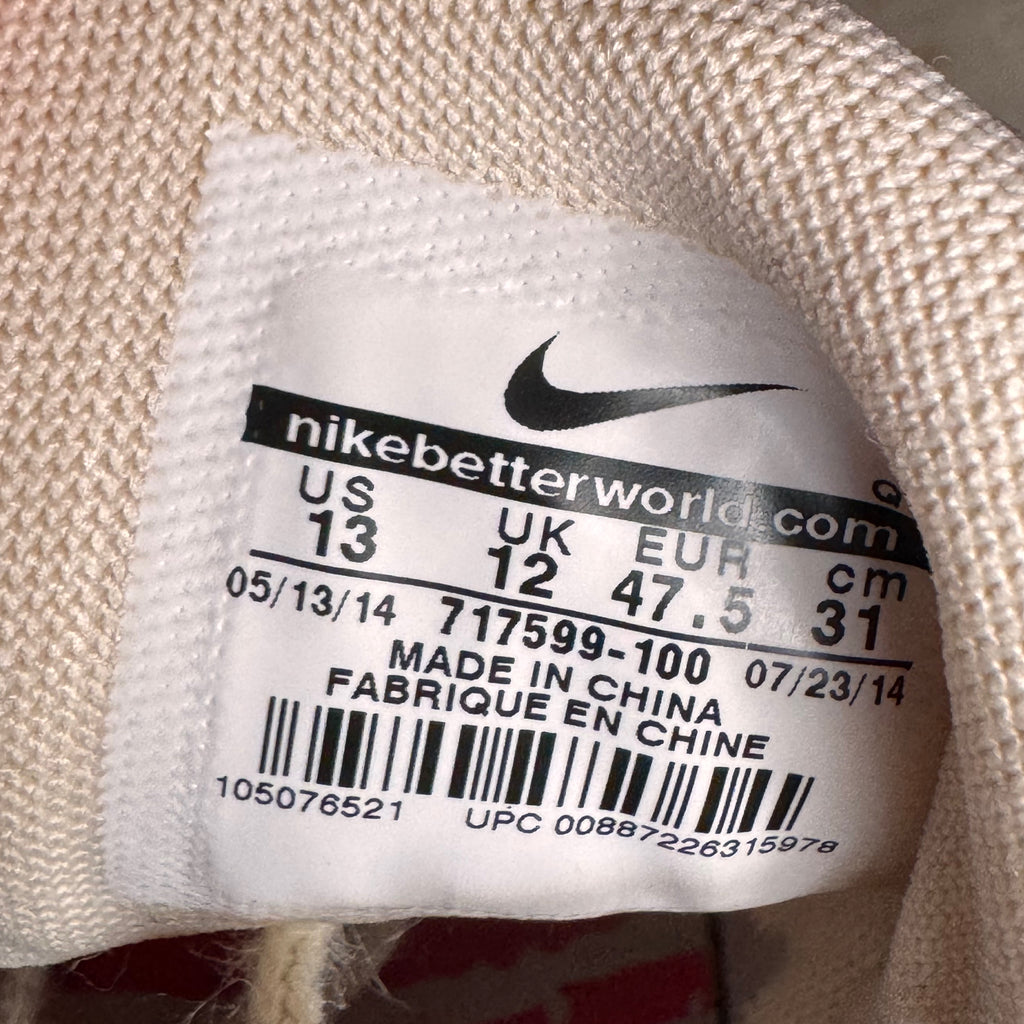 nikebetterworld.com
Q
US UK EUR cm
13 12 47.5 31
05/13/14 717599-100 07/23/14
MADE IN CHINA
FABRIQUE EN CHINE
105076521 UPC 00887226315978